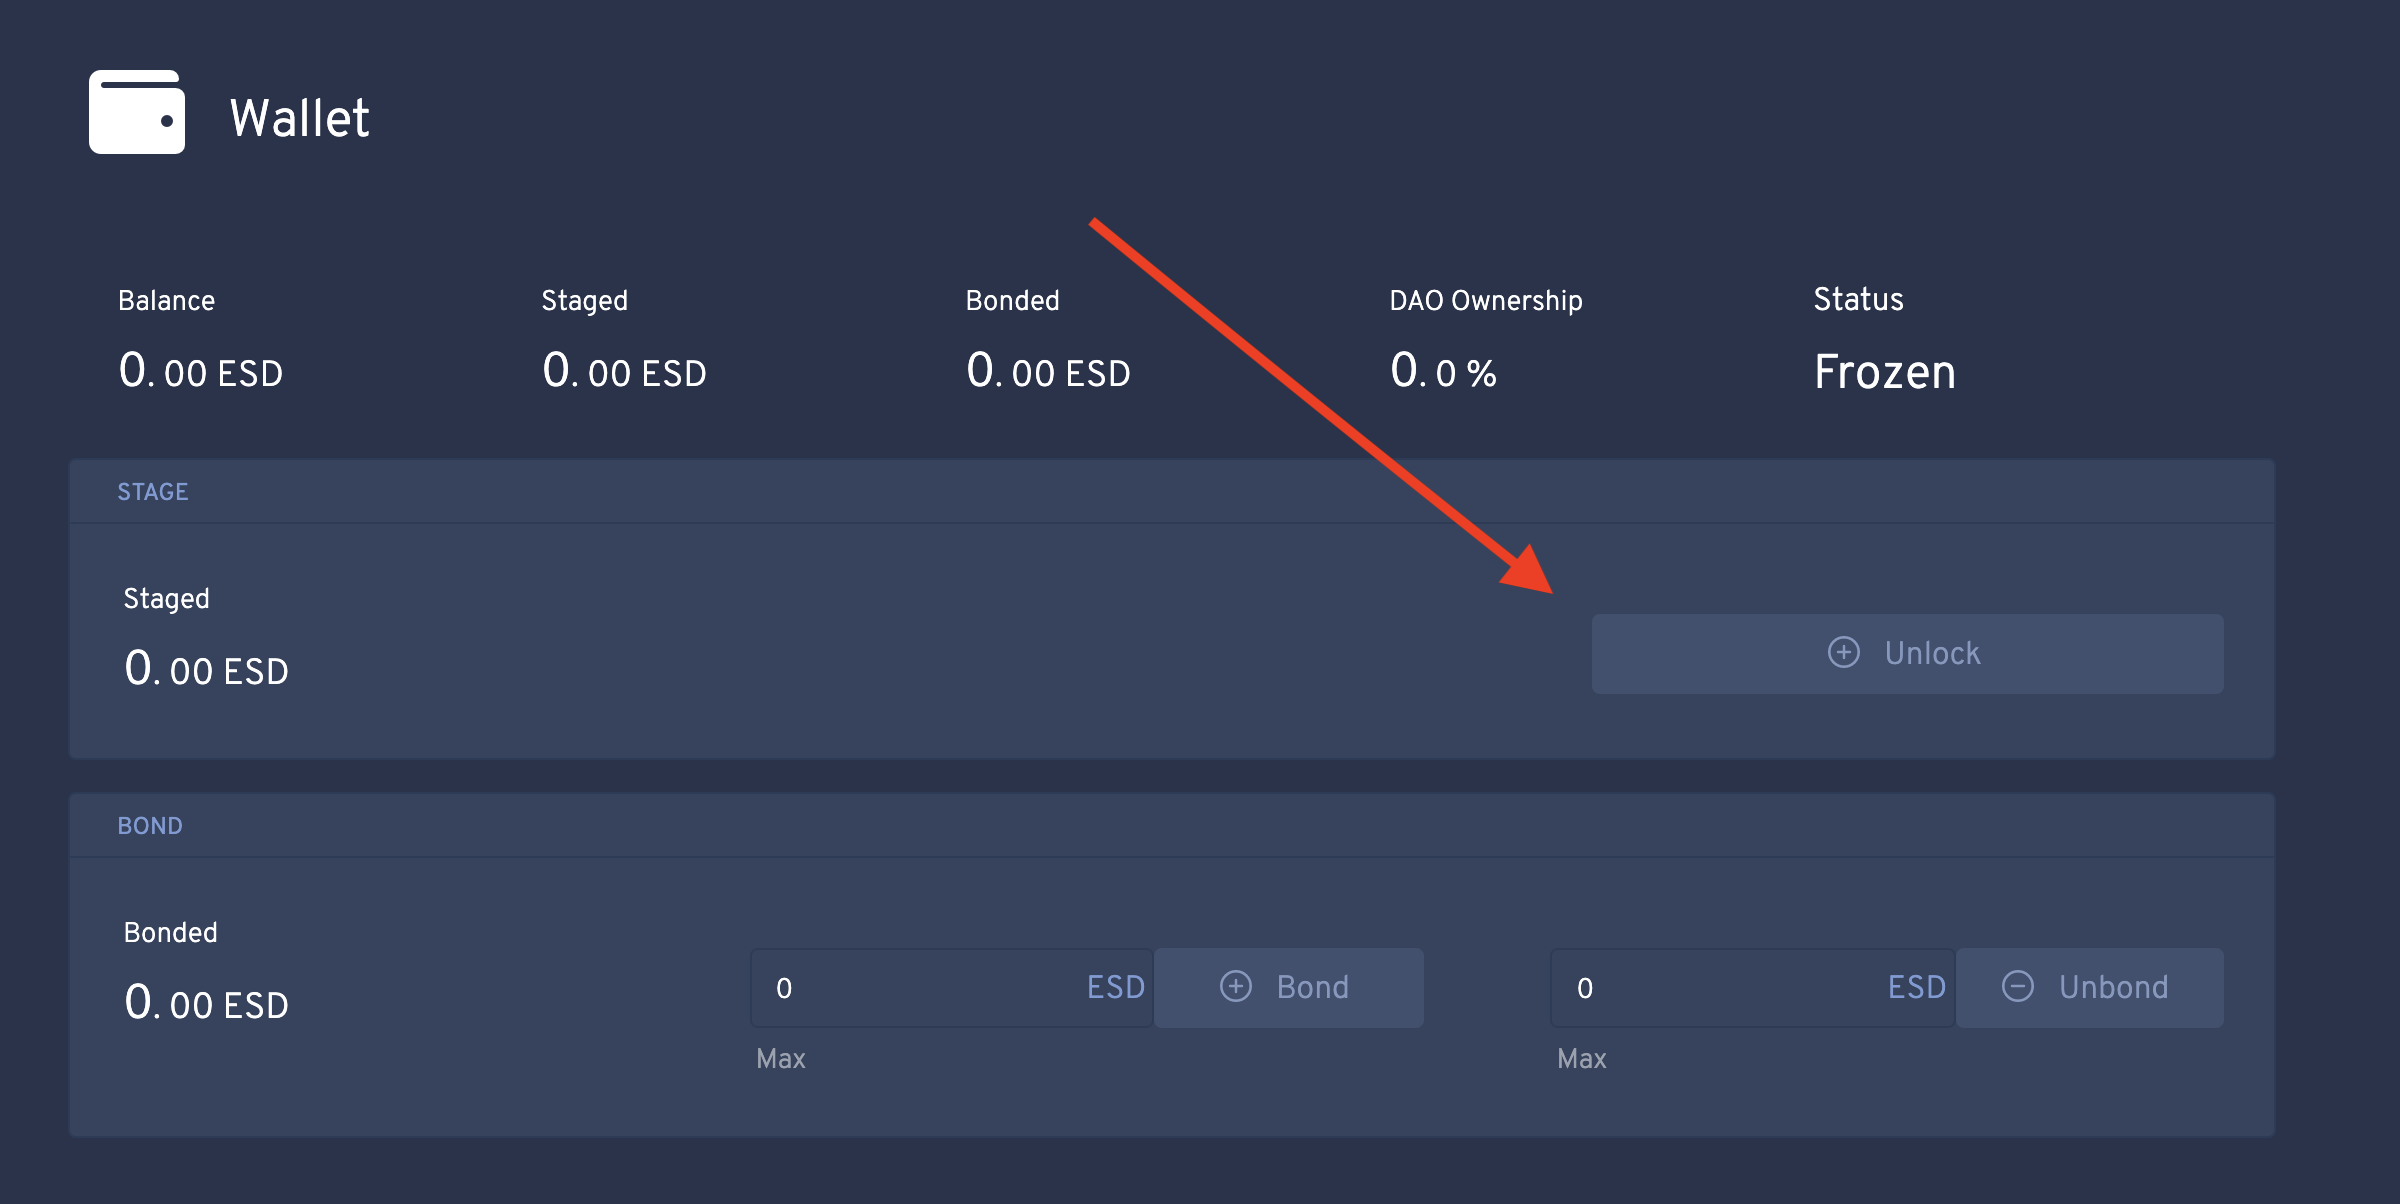 Wallet
Balance Staged Bonded DAO Ownership Status
0. 00 ESD 0. 00 ESD 0. 00 ESD 0. 0 % Frozen
STAGE
Staged
0. 00 ESD
Unlock
BOND
Bonded
0. 00 ESD
0 ESD Bond 0 ESD Unbond
Max Max